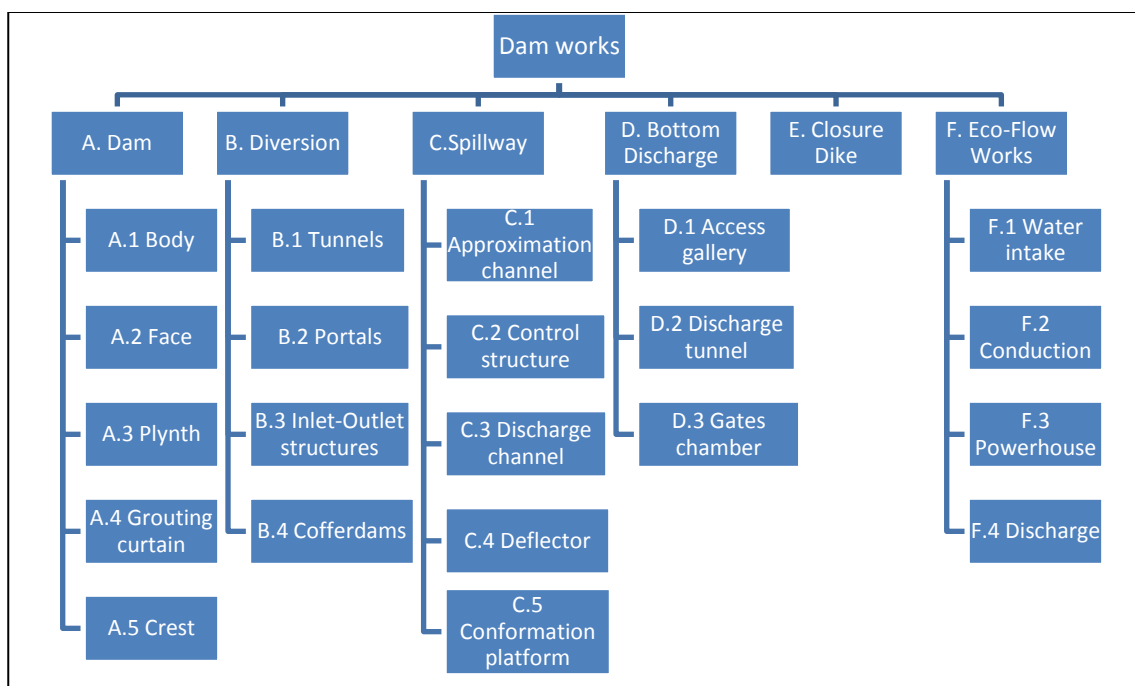 Dam works
A. Dam
B. Diversion
C.Spillway
D. Bottom
Discharge
E. Closure
Dike
F. Eco-Flow
Works
A.1 Body
A.2 Face
A.3 Plynth
A.4 Grouting
curtain
A.5 Crest
B.1 Tunnels
B.2 Portals
B.3 Inlet-Outlet
structures
B.4 Cofferdams
C.1
Approximation
channel
C.2 Control
structure
C.3 Discharge
channel
C.4 Deflector
C.5
Conformation
platform
D.1 Access
gallery
D.2 Discharge
tunnel
D.3 Gates
chamber
F.1 Water
intake
F.2
Conduction
F.3
Powerhouse
F.4 Discharge